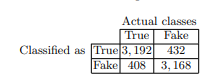 Actual classes
True Fake
Classified as True 3,192 432
Fake 408 3,168